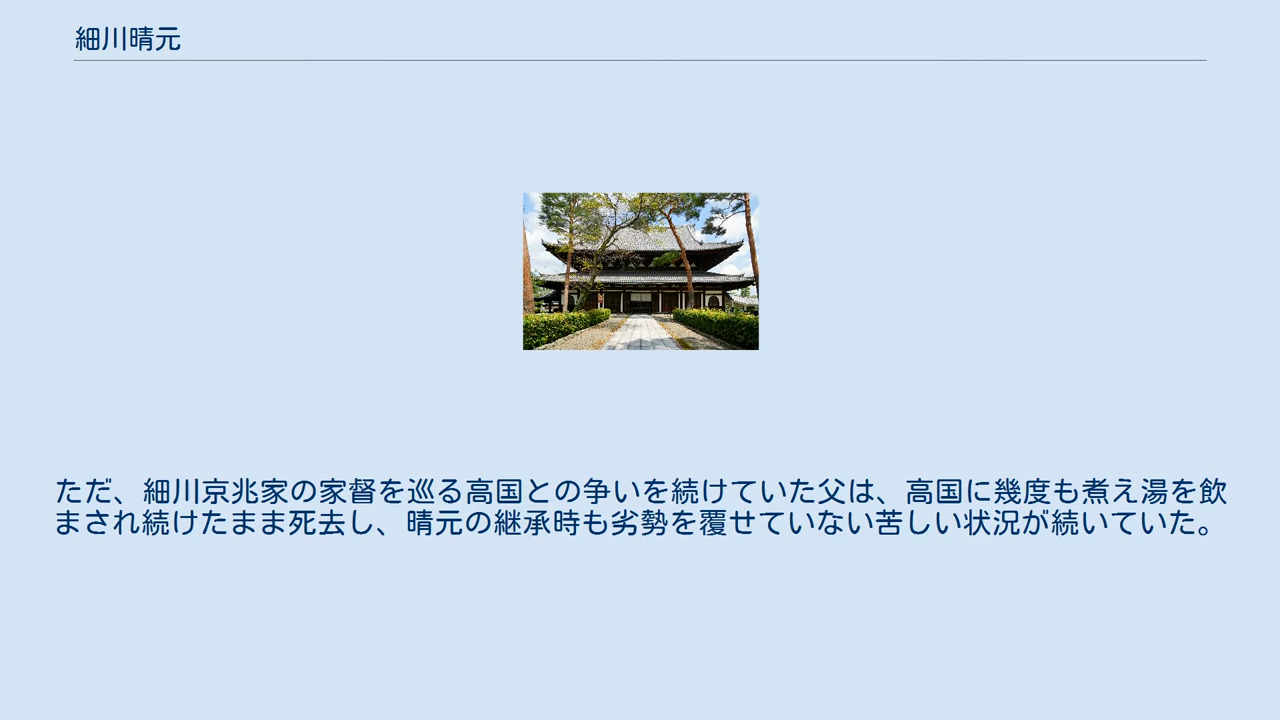 細川晴元
ただ、細川京兆家の家督を巡る高国との争いを続けていた父は、高国に幾度も煮え湯を飲
まされ続けたまま死去し、晴元の継承時も劣勢を覆せていない苦しい状況が続いていた。